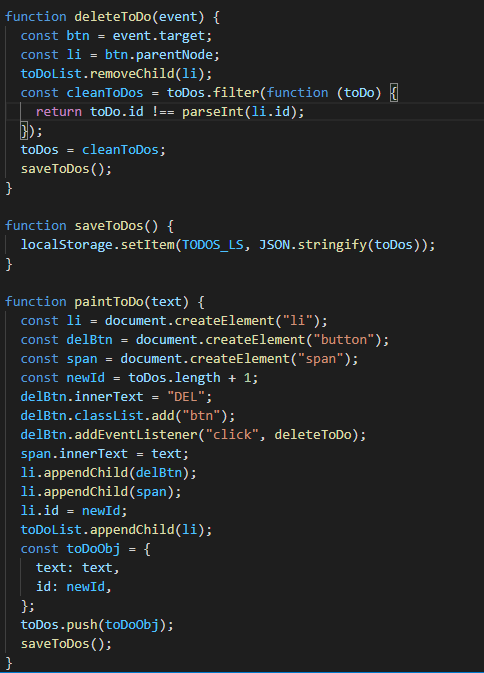 function deleteToDo(event) {
  const btn = event.target;
  const li = btn.parentNode;
  toDoList.removeChild(li);
  const cleanToDos = toDos.filter(function (toDo) {
    return toDo.id !== parseInt(li.id);
  });
  toDos = cleanToDos;
  saveToDos();
}

function saveToDos() {
  localStorage.setItem(TODOS_LS, JSON.stringify(toDos));
}

function paintToDo(text) {
  const li = document.createElement("li");
  const delBtn = document.createElement("button");
  const span = document.createElement("span");
  const newId = toDos.length + 1;
  delBtn.innerText = "DEL";
  delBtn.classList.add("btn");
  delBtn.addEventListener("click", deleteToDo);
  span.innerText = text;
  li.appendChild(delBtn);
  li.appendChild(span);
  li.id = newId;
  toDoList.appendChild(li);
  const toDoObj = {
    text: text,
    id: newId,
  };
  toDos.push(toDoObj);
  saveToDos();
}